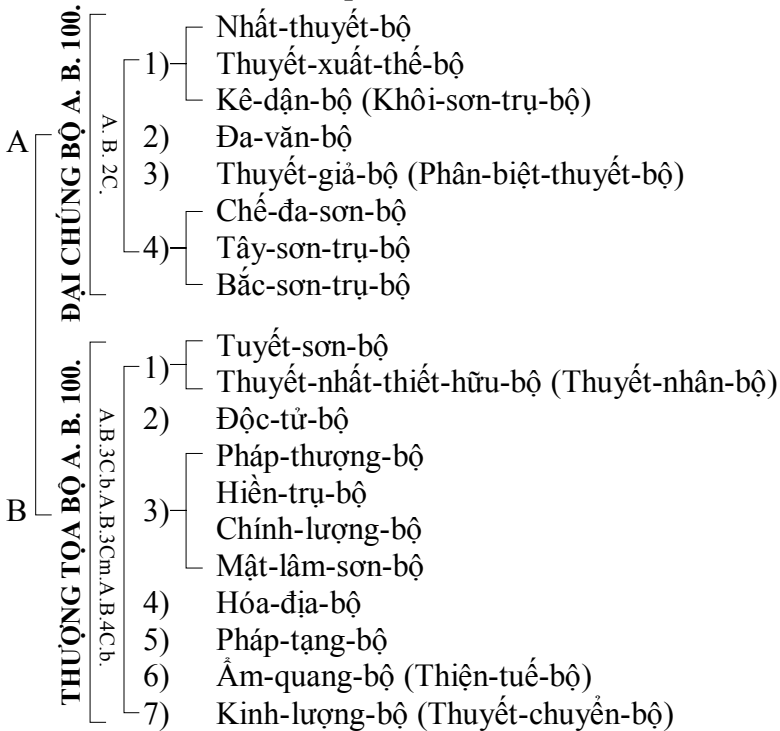 A
ĐẠI CHÚNG BỘ A. B. 100.
A. B. 2C.
1)
Nhất-thuyết-bộ
Thuyết-xuất-thế-bộ
Kê-dận-bộ (Khôi-sơn-trụ-bộ)
2) Đa-văn-bộ
3) Thuyết-giả-bộ (Phân-biệt-thuyết-bộ)
4)
Chế-đa-sơn-bộ
Tây-sơn-trụ-bộ
Bắc-sơn-trụ-bộ
B
THƯỢNG TỌA BỘ A. B. 100.
A.B.3C.b.A.B.3Cm.A.B.4C.b.
1)
Tuyết-sơn-bộ
Thuyết-nhất-thiết-hữu-bộ (Thuyết-nhân-bộ)
2) Độc-tử-bộ
3)
Pháp-thượng-bộ
Hiền-trụ-bộ
Chính-lượng-bộ
Mật-lâm-sơn-bộ
4) Hóa-địa-bộ
5) Pháp-tạng-bộ
6) Ẩm-quang-bộ (Thiện-tuế-bộ)
7) Kinh-lượng-bộ (Thuyết-chuyển-bộ)